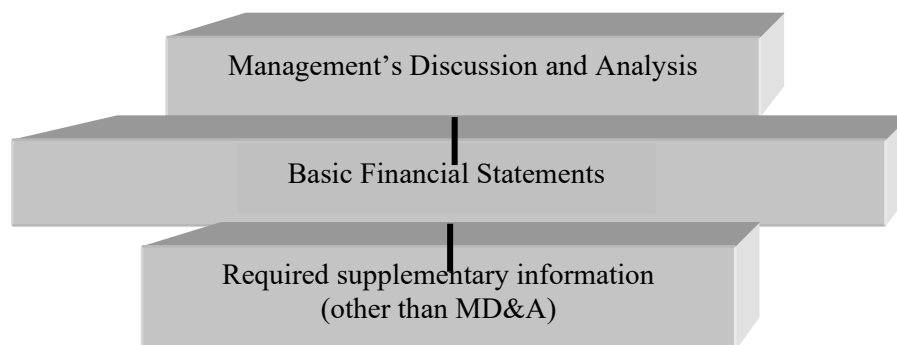 Management’s Discussion and Analysis
Basic Financial Statements
Required supplementary information
(other than MD&A)